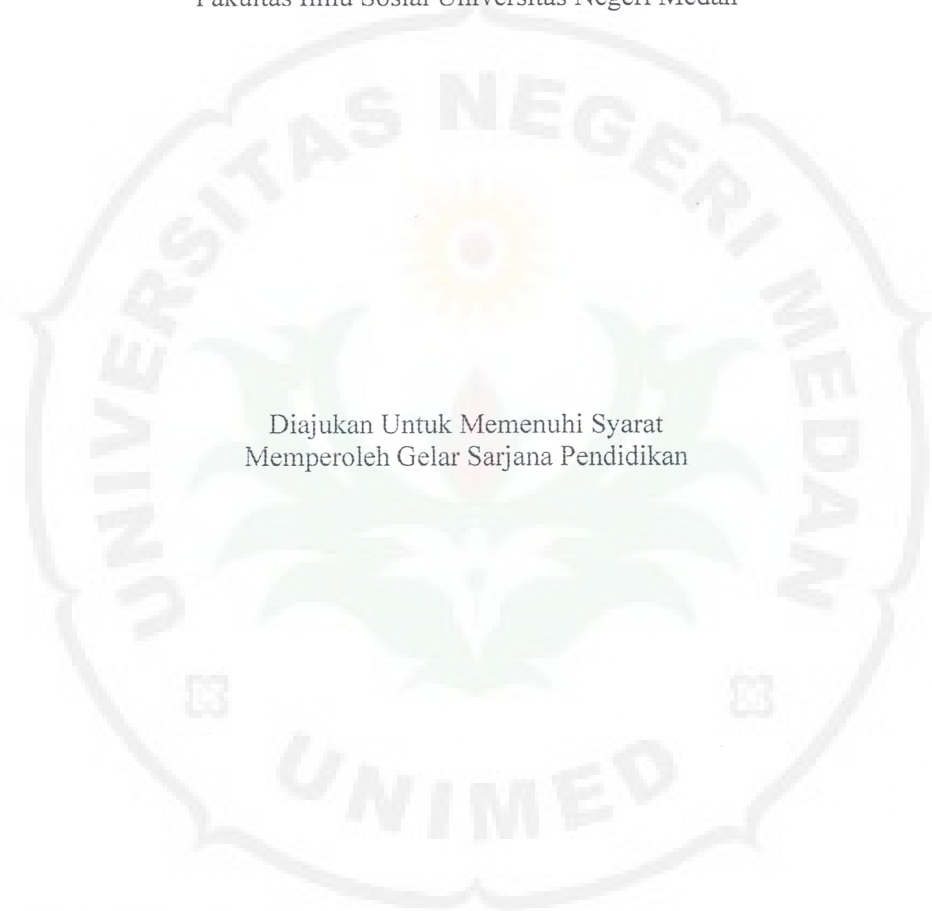 Fakultas Ilmu Sosial Universitas Negeri Medan
UNIVERSITAS NEGERI MEDAN
Diajukan Untuk Memenuhi Syarat
Memperoleh Gelar Sarjana Pendidikan
UNIMED